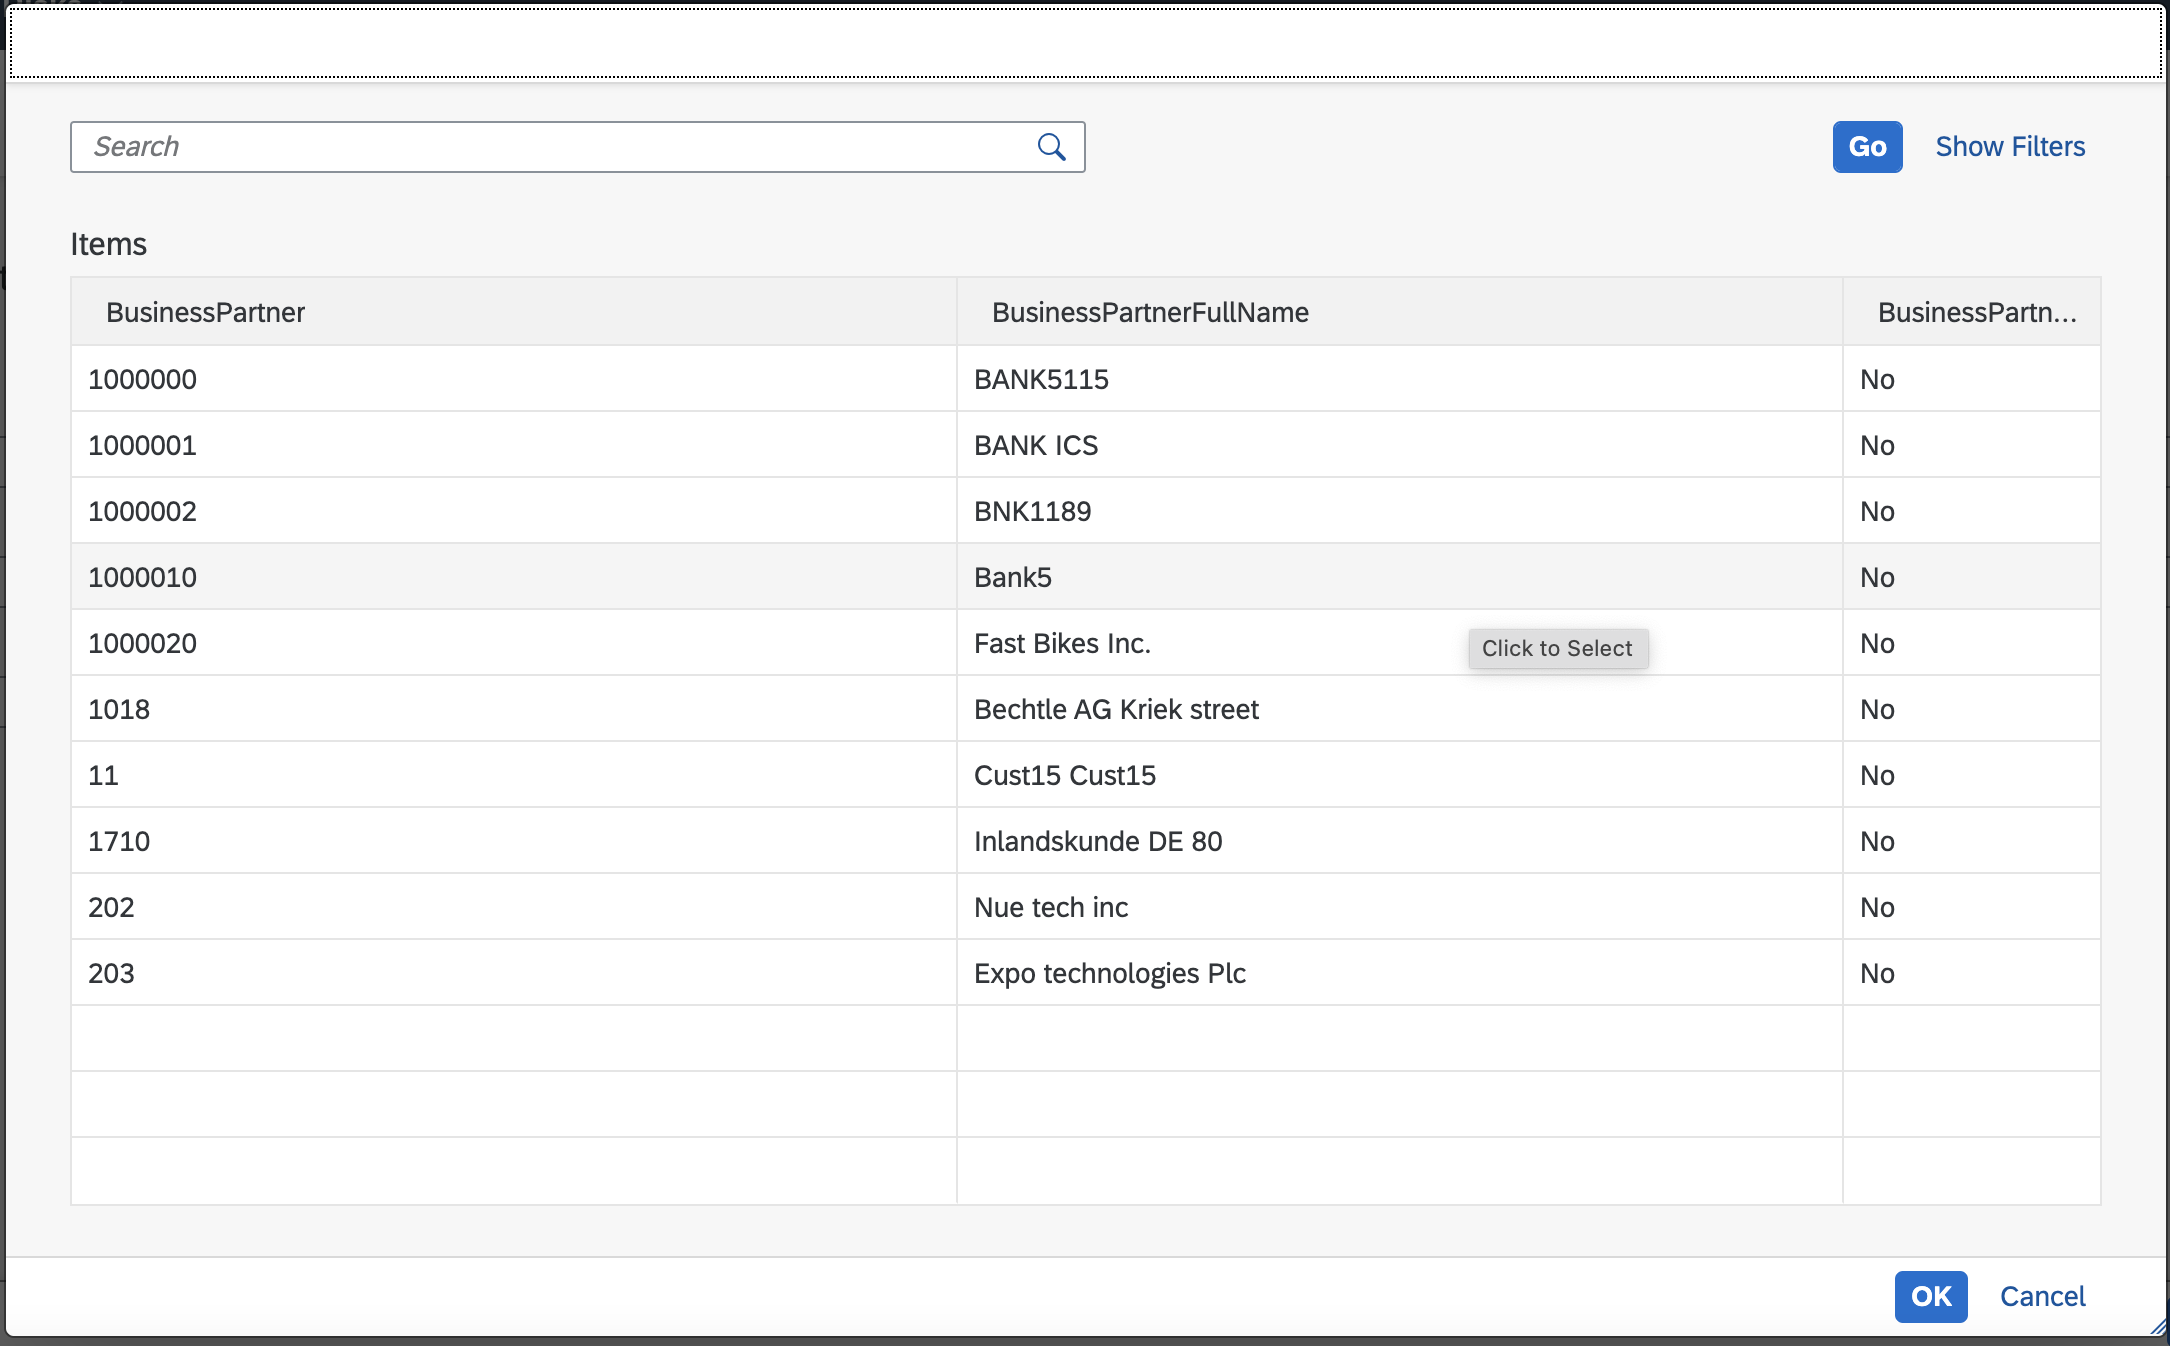 Search
Go Show Filters
Items
BusinessPartner BusinessPartnerFullName BusinessPartn...
1000000 BANK5115 No
1000001 BANK ICS No
1000002 BNK1189 No
1000010 Bank5 No
1000020 Fast Bikes Inc. Click to Select No
1018 Bechtle AG Kriek street No
11 Cust15 Cust15 No
1710 Inlandskunde DE 80 No
202 Nue tech inc No
203 Expo technologies Plc No
OK Cancel